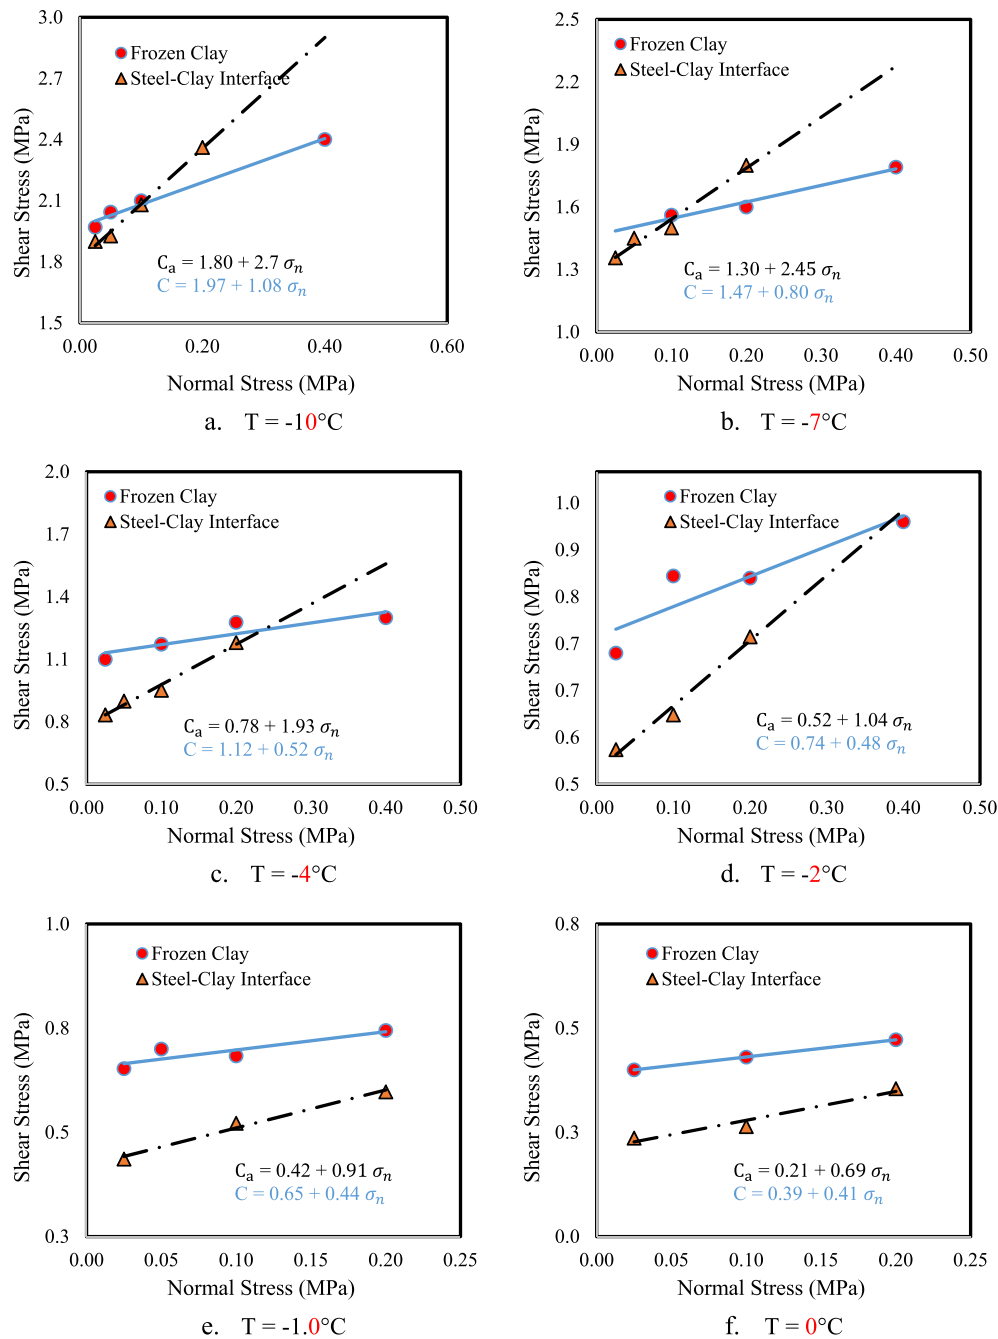 3.0
2.7
2.4
2.1
1.8
1.5
Shear Stress (MPa)
Frozen Clay
Steel-Clay Interface
Cₐ = 1.80 + 2.7 σₙ
C = 1.97 + 1.08 σₙ
0.00 0.20 0.40 0.60
Normal Stress (MPa)
a. T = -10°C
2.5
2.2
1.9
1.6
1.3
1.0
Shear Stress (MPa)
Frozen Clay
Steel-Clay Interface
Cₐ = 1.30 + 2.45 σₙ
C = 1.47 + 0.80 σₙ
0.00 0.10 0.20 0.30 0.40 0.50
Normal Stress (MPa)
b. T = -7°C
2.0
1.7
1.4
1.1
0.8
0.5
Shear Stress (MPa)
Frozen Clay
Steel-Clay Interface
Cₐ = 0.78 + 1.93 σₙ
C = 1.12 + 0.52 σₙ
0.00 0.10 0.20 0.30 0.40 0.50
Normal Stress (MPa)
c. T = -4°C
1.0
0.9
0.8
0.7
0.7
0.6
0.5
Shear Stress (MPa)
Frozen Clay
Steel-Clay Interface
Cₐ = 0.52 + 1.04 σₙ
C = 0.74 + 0.48 σₙ
0.00 0.10 0.20 0.30 0.40 0.50
Normal Stress (MPa)
d. T = -2°C
1.0
0.8
0.5
0.3
Shear Stress (MPa)
Frozen Clay
Steel-Clay Interface
Cₐ = 0.42 + 0.91 σₙ
C = 0.65 + 0.44 σₙ
0.00 0.05 0.10 0.15 0.20 0.25
Normal Stress (MPa)
e. T = -1.0°C
0.8
0.5
0.3
0.0
Shear Stress (MPa)
Frozen Clay
Steel-Clay Interface
Cₐ = 0.21 + 0.69 σₙ
C = 0.39 + 0.41 σₙ
0.00 0.05 0.10 0.15 0.20 0.25
Normal Stress (MPa)
f. T = 0°C